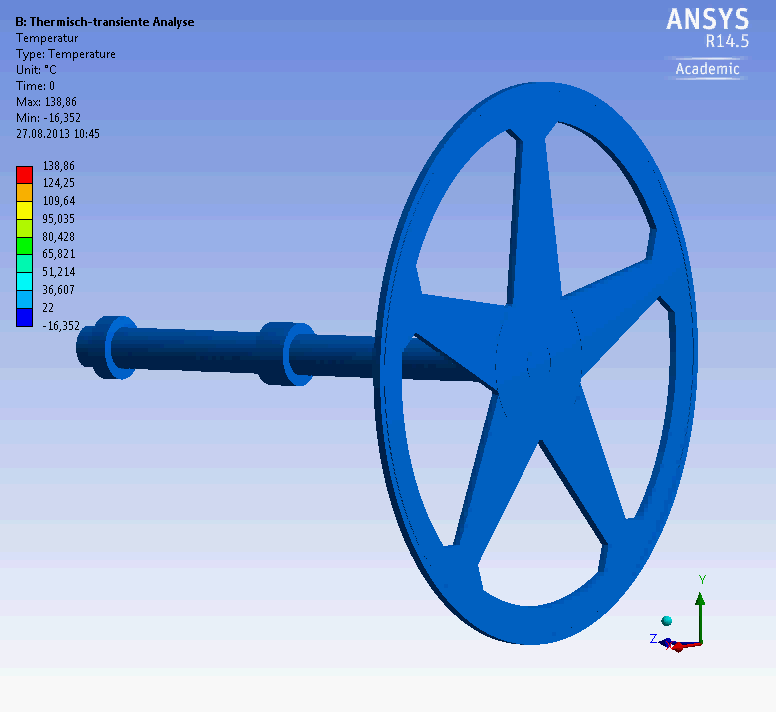 B: Thermisch-transiente Analyse
Temperatur
Type: Temperature
Unit: °C
Time: 0
Max: 138,86
Min: -16,352
27.08.2013 10:45
ANSYS
R14.5
Academic
138,86
124,25
109,64
95,035
80,428
65,821
51,214
36,607
22
-16,352
Y
Z